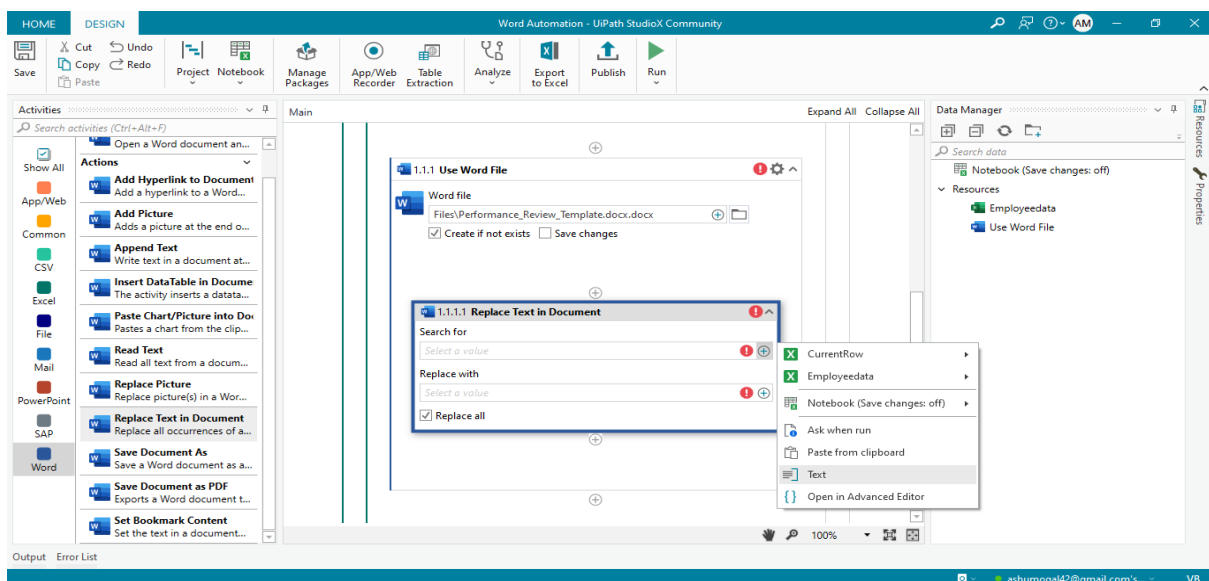 HOME DESIGN Word Automation - UiPath StudioX Community AM
Save Cut Copy Paste Undo Redo Project Notebook Manage Packages App/Web Recorder Table Extraction Analyze Export to Excel Publish Run
Activities
Search activities (Ctrl+Alt+F)
Show All
App/Web
Common
CSV
Excel
File
Mail
PowerPoint
SAP
Word
Open a Word document an...
Actions
Add Hyperlink to Document
Add a hyperlink to a Word...
Add Picture
Adds a picture at the end o...
Append Text
Write text in a document at...
Insert DataTable in Docume
The activity inserts a datata...
Paste Chart/Picture into Do
Pastes a chart from the clip...
Read Text
Read all text from a docum...
Replace Picture
Replace picture(s) in a Wor...
Replace Text in Document
Replace all occurrences of a...
Save Document As
Save a Word document as a...
Save Document as PDF
Exports a Word document t...
Set Bookmark Content
Set the text in a document...
Main Expand All Collapse All
1.1.1 Use Word File
Word file
Files\Performance_Review_Template.docx.docx
Create if not exists Save changes
1.1.1.1 Replace Text in Document
Search for
Select a value
Replace with
Select a value
Replace all
CurrentRow
Employeedata
Notebook (Save changes: off)
Ask when run
Paste from clipboard
Text
Open in Advanced Editor
100%
Data Manager
Search data
Notebook (Save changes: off)
Resources
Employeedata
Use Word File
Resources
Properties
Output Error List
ashumogal42@gmail.com's VB